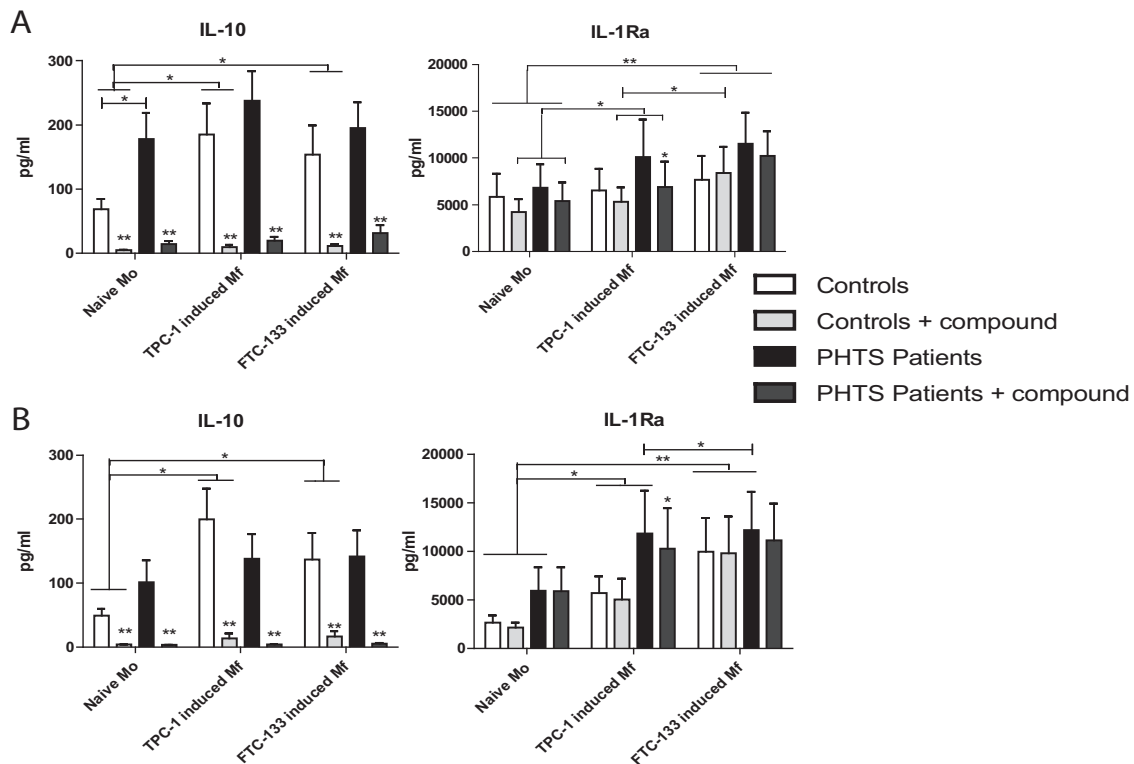 A
IL-10
pg/ml
300
200
100
0
*
*
*
**
**
**
**
**
**
Naive Mo
TPC-1 induced Mf
FTC-133 induced Mf
IL-1Ra
pg/ml
20000
15000
10000
5000
0
**
*
*
*
Naive Mo
TPC-1 induced Mf
FTC-133 induced Mf
Controls
Controls + compound
PHTS Patients
PHTS Patients + compound
B
IL-10
pg/ml
300
200
100
0
*
*
**
**
**
**
**
**
Naive Mo
TPC-1 induced Mf
FTC-133 induced Mf
IL-1Ra
pg/ml
20000
15000
10000
5000
0
*
**
*
*
Naive Mo
TPC-1 induced Mf
FTC-133 induced Mf